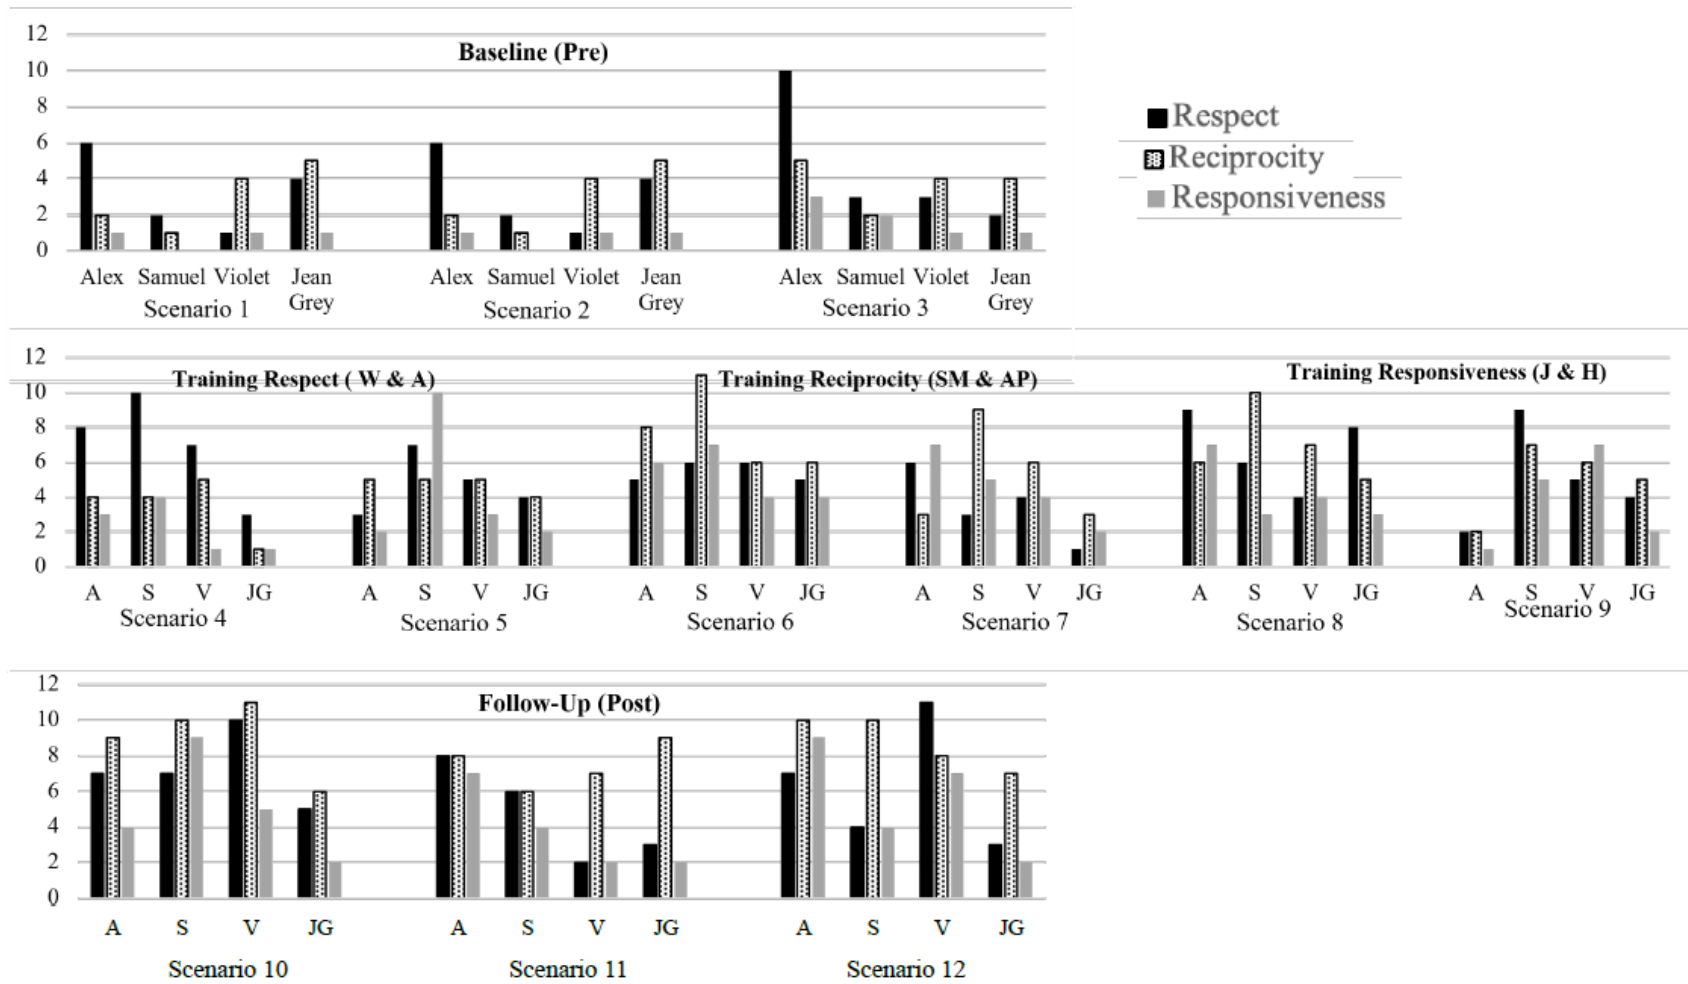 12
Baseline (Pre)
10
8
6
4
2
0
Alex Samuel Violet Jean Grey Alex Samuel Violet Jean Grey Alex Samuel Violet Jean Grey
Scenario 1 Scenario 2 Scenario 3
Respect
Reciprocity
Responsiveness
12
Training Respect ( W & A) Training Reciprocity (SM & AP) Training Responsiveness (J & H)
10
8
6
4
2
0
A S V JG A S V JG A S V JG A S V JG A S V JG A S V JG
Scenario 4 Scenario 5 Scenario 6 Scenario 7 Scenario 8 Scenario 9
12
Follow-Up (Post)
10
8
6
4
2
0
A S V JG A S V JG A S V JG
Scenario 10 Scenario 11 Scenario 12